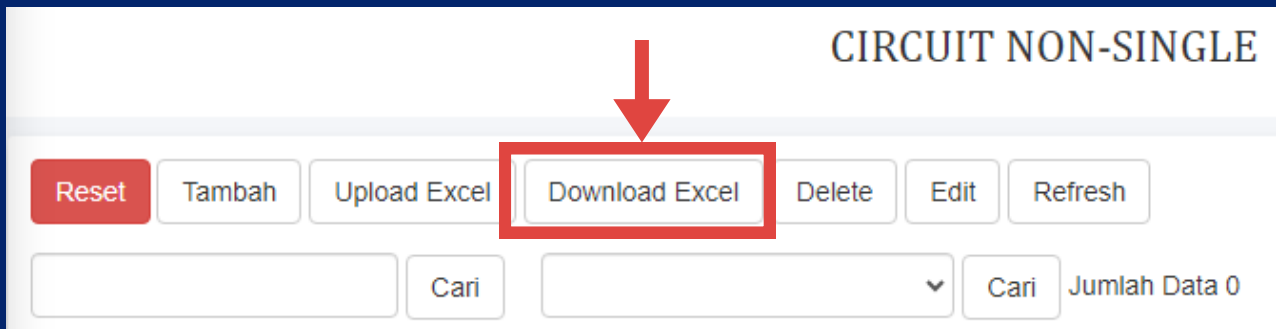 CIRCUIT NON-SINGLE
Reset Tambah Upload Excel Download Excel Delete Edit Refresh
Cari Cari Jumlah Data 0